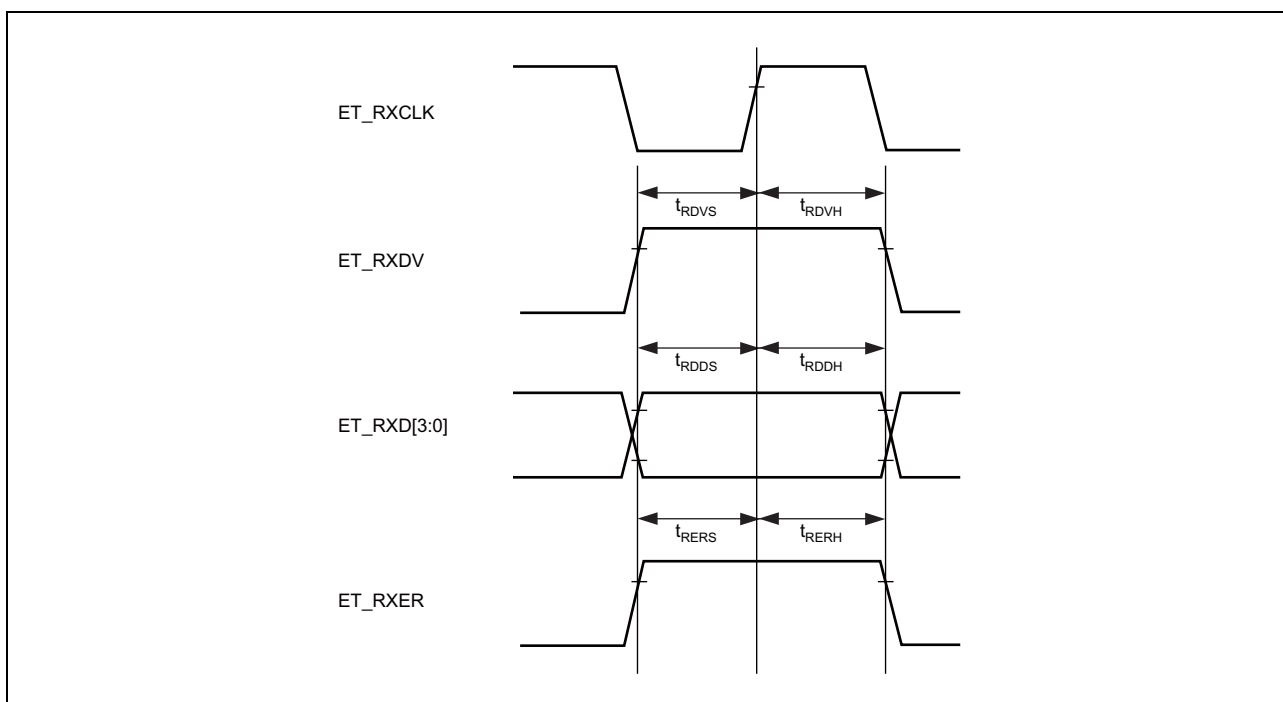 ET_RXCLK
tRDVS tRDVH
ET_RXDV
tRDDS tRDDH
ET_RXD[3:0]
tRERS tRERH
ET_RXER